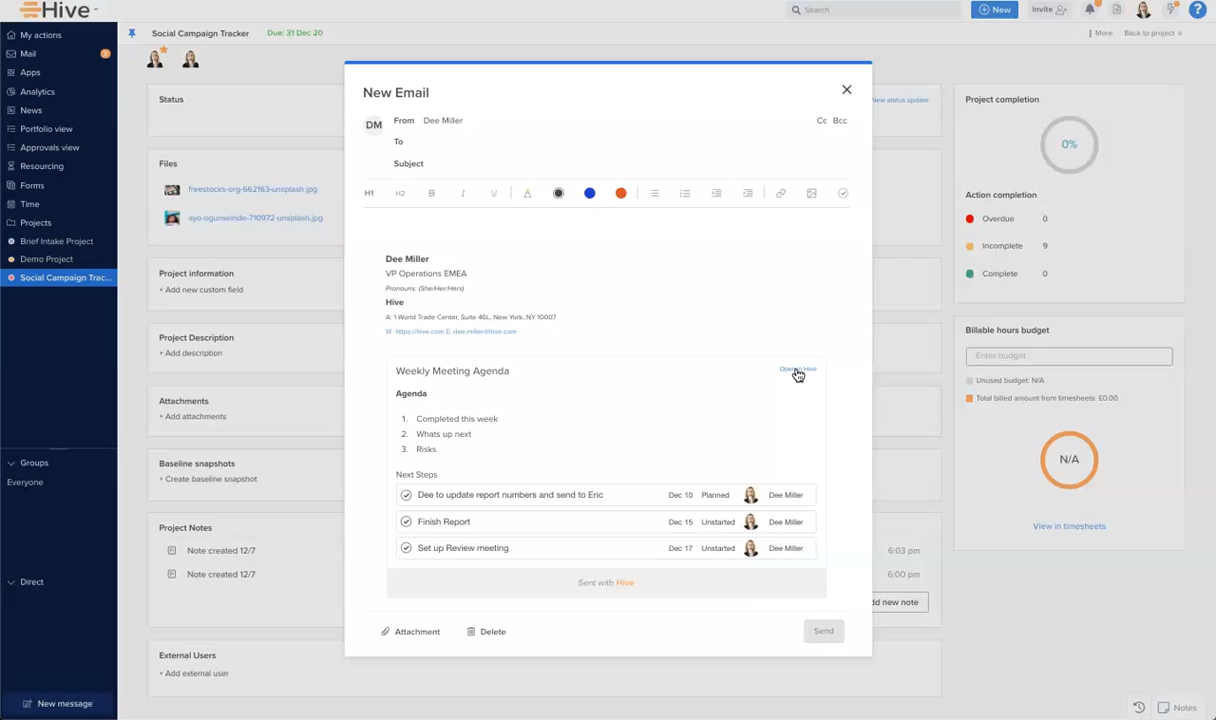 Hive
Search
New
Invite
?
My actions
Mail
3
Apps
Analytics
News
Portfolio view
Approvals view
Resourcing
Forms
Time
Projects
Brief Intake Project
Demo Project
Social Campaign Trac...
Groups
Everyone
Direct
New message
Social Campaign Tracker
Due: 31 Dec 20
More
Back to project »
Status
New status update
Files
freestocks-org-662163-unsplash.jpg
ayo-ogunseinde-710972-unsplash.jpg
Project information
+ Add new custom field
Project Description
+ Add description
Attachments
+ Add attachments
Baseline snapshots
+ Create baseline snapshot
Project Notes
Note created 12/7
6:03 pm
Note created 12/7
6:00 pm
dd new note
External Users
+ Add external user
New Email
DM
From Dee Miller
Cc Bcc
To
Subject
H1 H2 B I U A
Dee Miller
VP Operations EMEA
Pronouns: (She/Her/Hers)
Hive
A: 1 World Trade Center, Suite 46L, New York, NY 10007
W: https://hive.com E: dee.miller@hive.com
Weekly Meeting Agenda
Open in Hive
Agenda
1. Completed this week
2. Whats up next
3. Risks
Next Steps
Dee to update report numbers and send to Eric Dec 10 Planned Dee Miller
Finish Report Dec 15 Unstarted Dee Miller
Set up Review meeting Dec 17 Unstarted Dee Miller
Sent with Hive
Attachment
Delete
Send
Project completion
0%
Action completion
Overdue 0
Incomplete 9
Complete 0
Billable hours budget
Enter budget
Unused budget: N/A
Total billed amount from timesheets: £0.00
N/A
View in timesheets
Notes